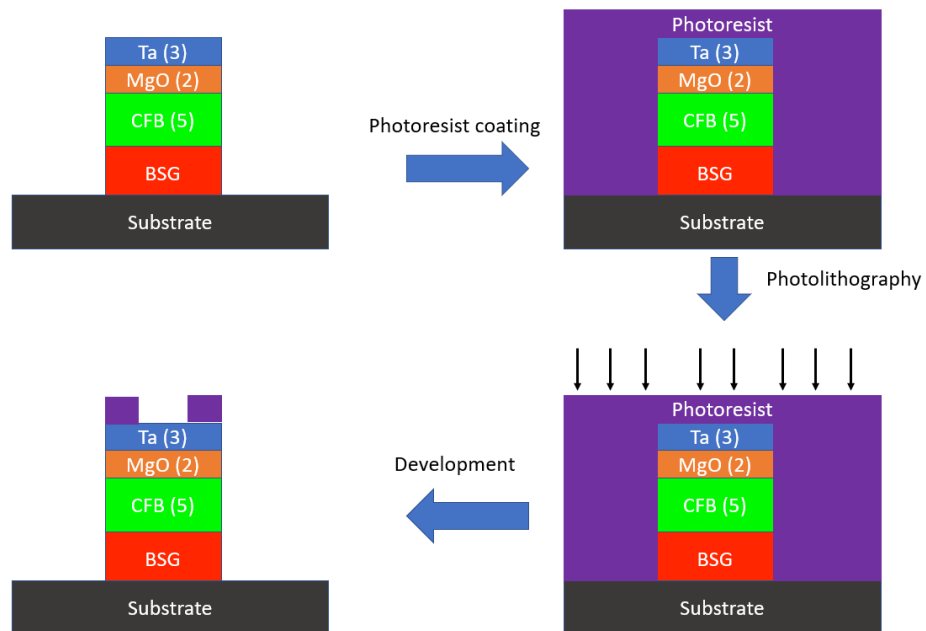 Ta (3)
MgO (2)
CFB (5)
BSG
Substrate
Photoresist coating
Photoresist
Ta (3)
MgO (2)
CFB (5)
BSG
Substrate
Photolithography
Photoresist
Ta (3)
MgO (2)
CFB (5)
BSG
Substrate
Development
Ta (3)
MgO (2)
CFB (5)
BSG
Substrate